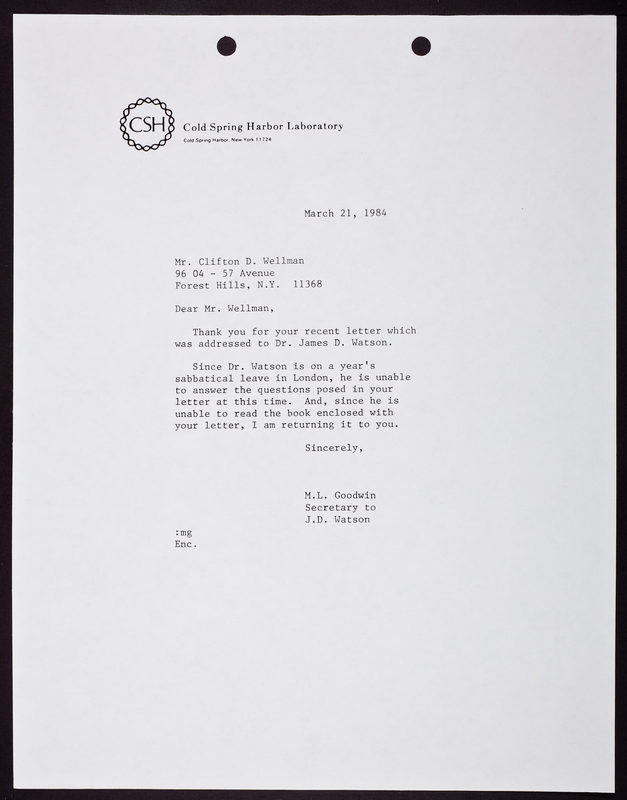 CSH
Cold Spring Harbor Laboratory
Cold Spring Harbor, New York 11724
March 21, 1984
Mr. Clifton D. Wellman
96 04 - 57 Avenue
Forest Hills, N.Y.  11368
Dear Mr. Wellman,
Thank you for your recent letter which
was addressed to Dr. James D. Watson.
Since Dr. Watson is on a year's
sabbatical leave in London, he is unable
to answer the questions posed in your
letter at this time.  And, since he is
unable to read the book enclosed with
your letter, I am returning it to you.
Sincerely,
M.L. Goodwin
Secretary to
J.D. Watson
:mg
Enc.